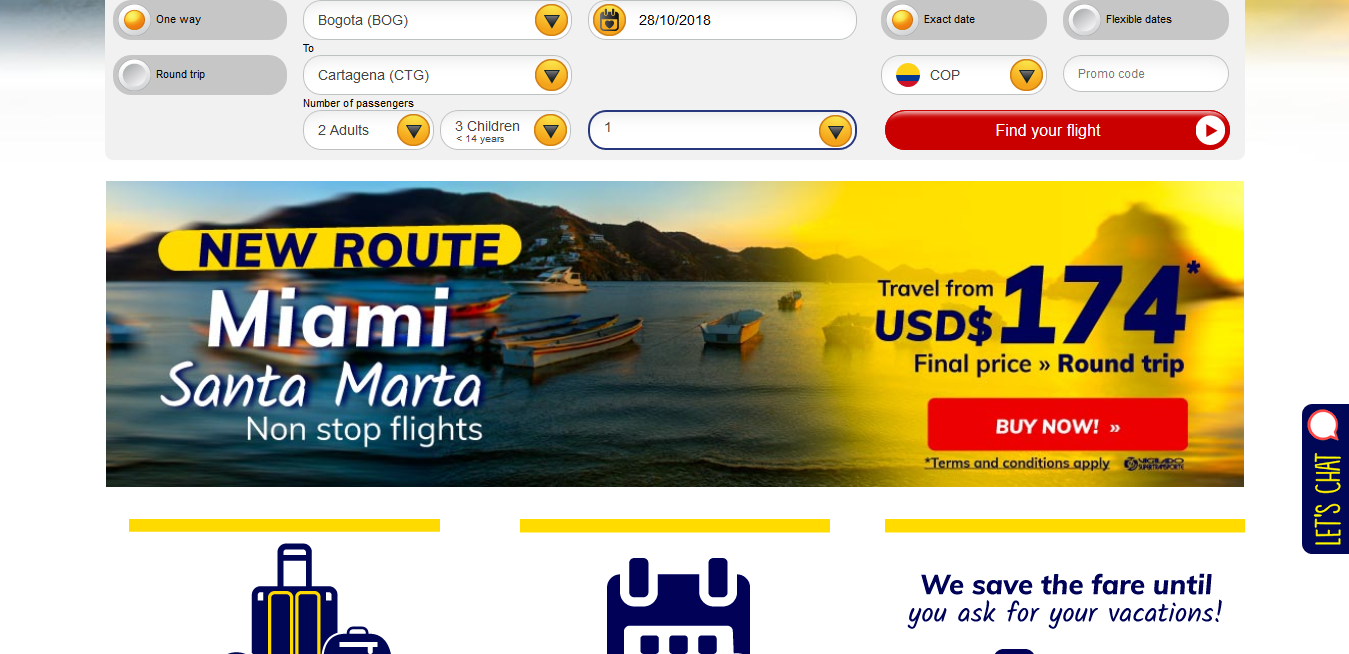 One way
Bogota (BOG)
28/10/2018
Exact date
Flexible dates
To
Round trip
Cartagena (CTG)
COP
Promo code
Number of passengers
2 Adults
3 Children
< 14 years
1
Find your flight
NEW ROUTE
Miami
Santa Marta
Non stop flights
Travel from
USD$ 174*
Final price » Round trip
BUY NOW! »
*Terms and conditions apply
LET'S CHAT
We save the fare until
you ask for your vacations!